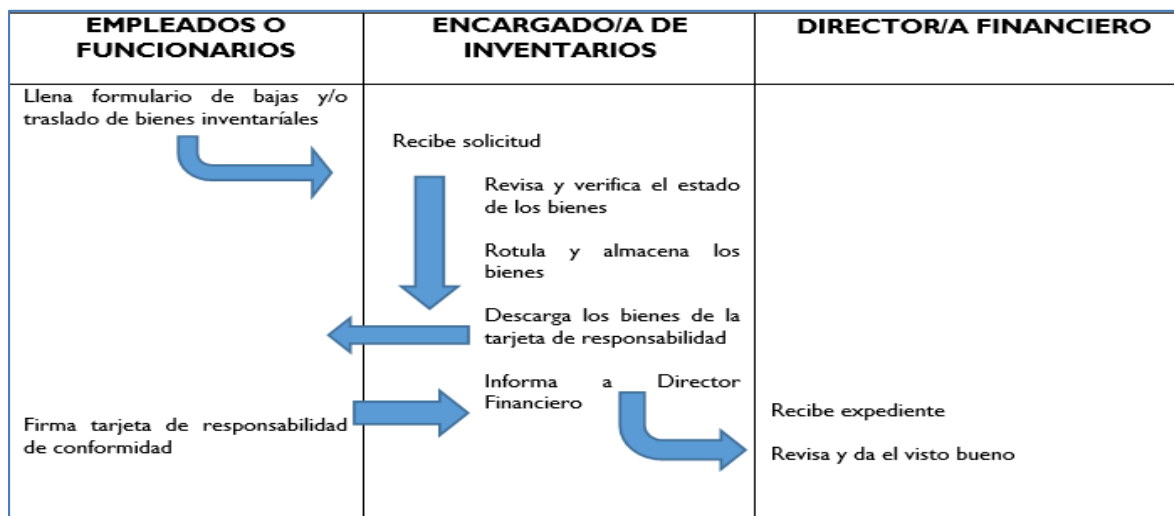 EMPLEADOS O
FUNCIONARIOS
ENCARGADO/A DE
INVENTARIOS
DIRECTOR/A FINANCIERO
Llena formulario de bajas y/o
traslado de bienes inventaríales
Recibe solicitud
Revisa y verifica el estado
de los bienes
Rotula y almacena los
bienes
Descarga los bienes de la
tarjeta de responsabilidad
Firma tarjeta de responsabilidad
de conformidad
Informa a Director
Financiero
Recibe expediente
Revisa y da el visto bueno